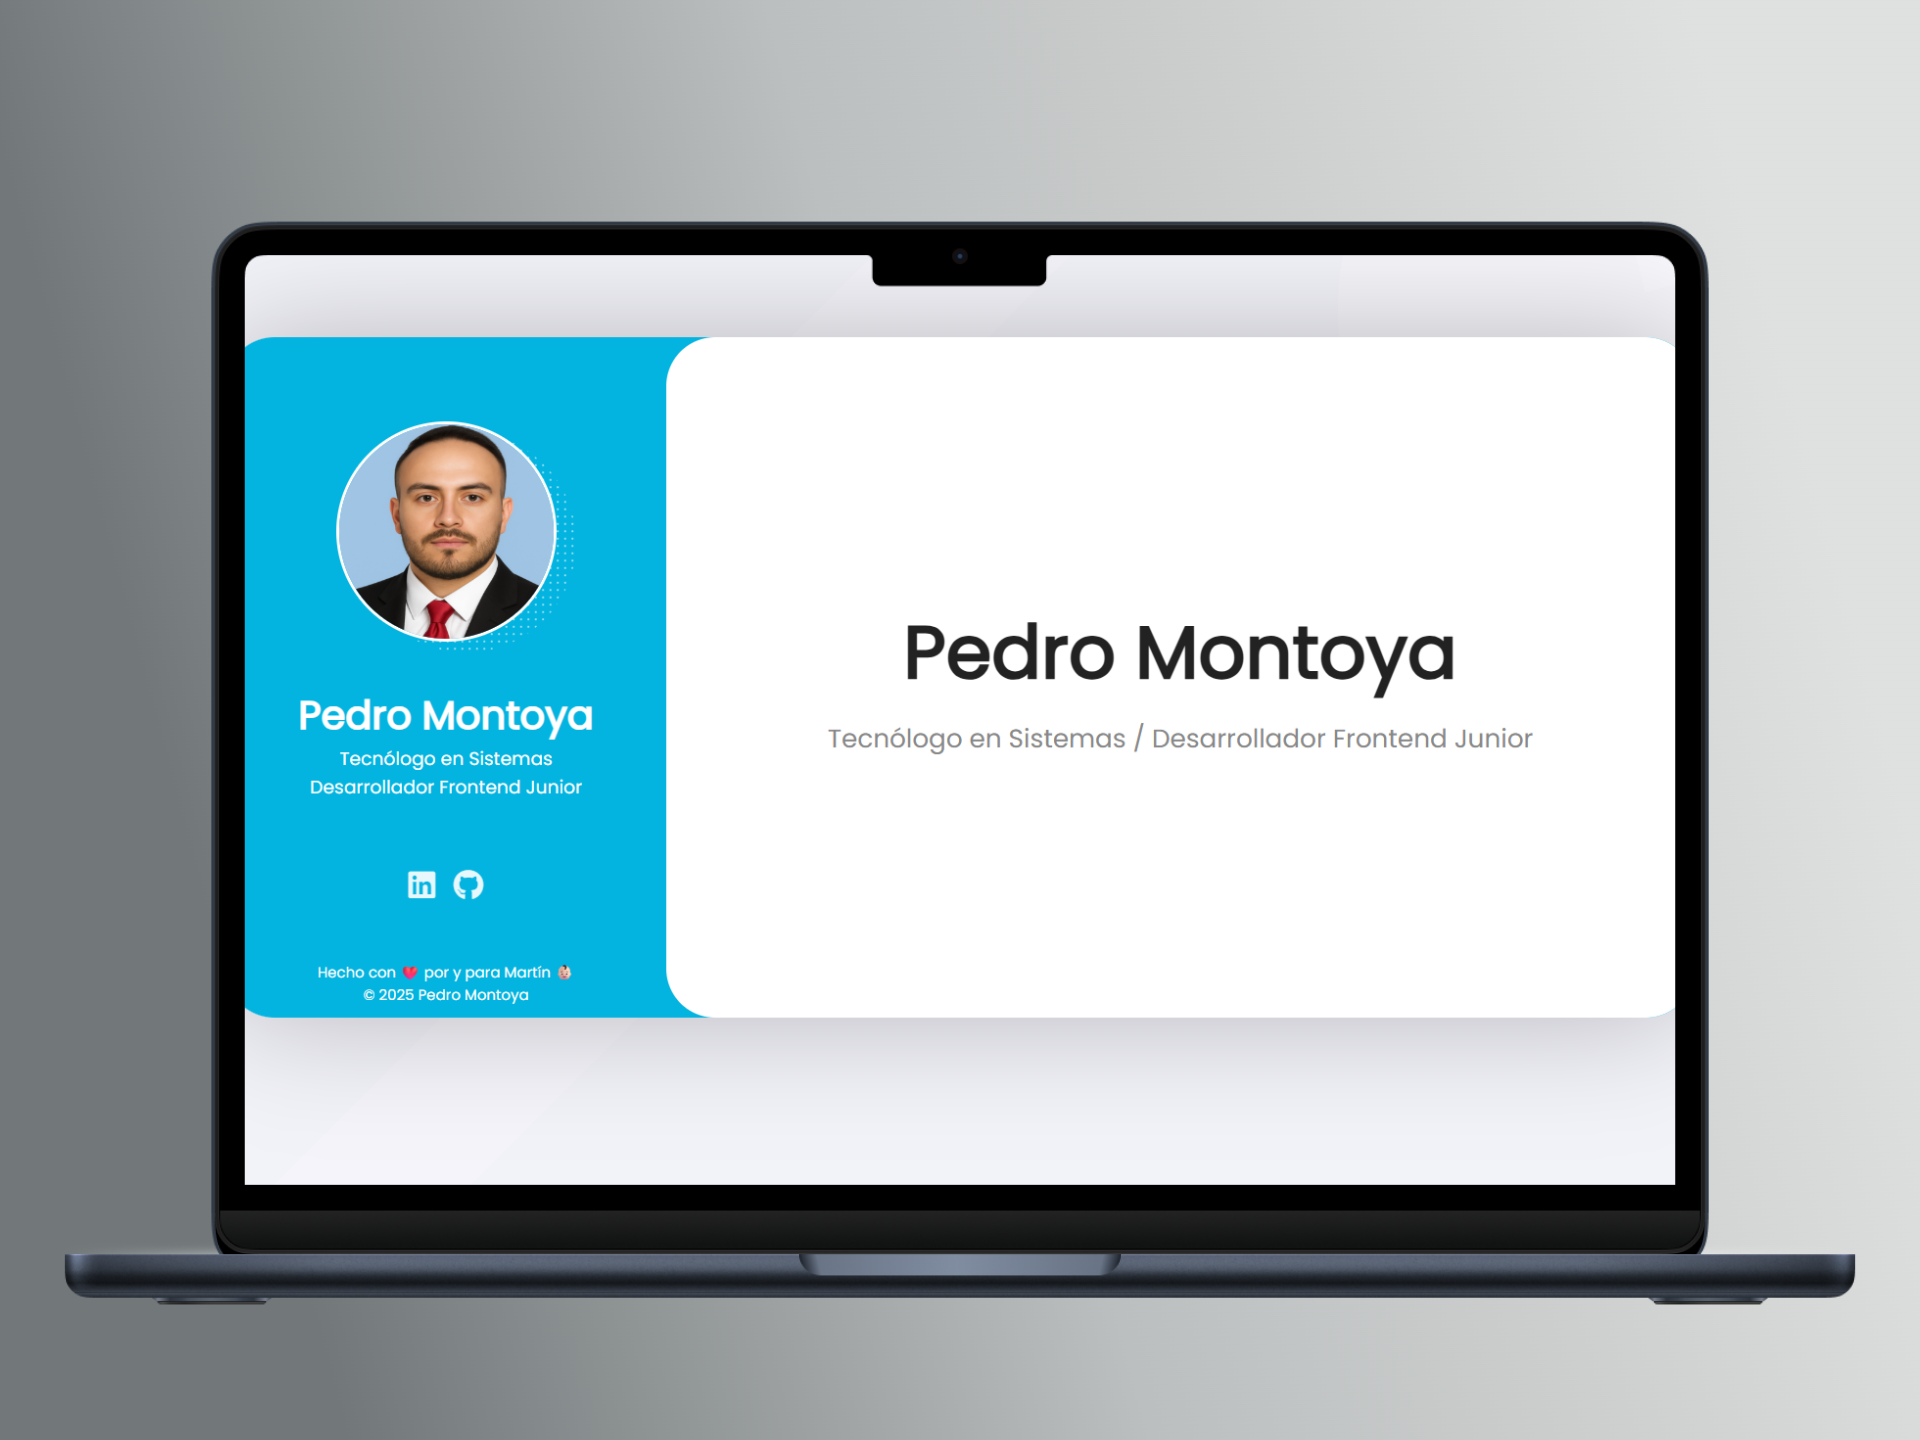 Pedro Montoya
Tecnólogo en Sistemas
Desarrollador Frontend Junior
in
Hecho con ❤️ por y para Martín 👶🏻
© 2025 Pedro Montoya
Pedro Montoya
Tecnólogo en Sistemas / Desarrollador Frontend Junior